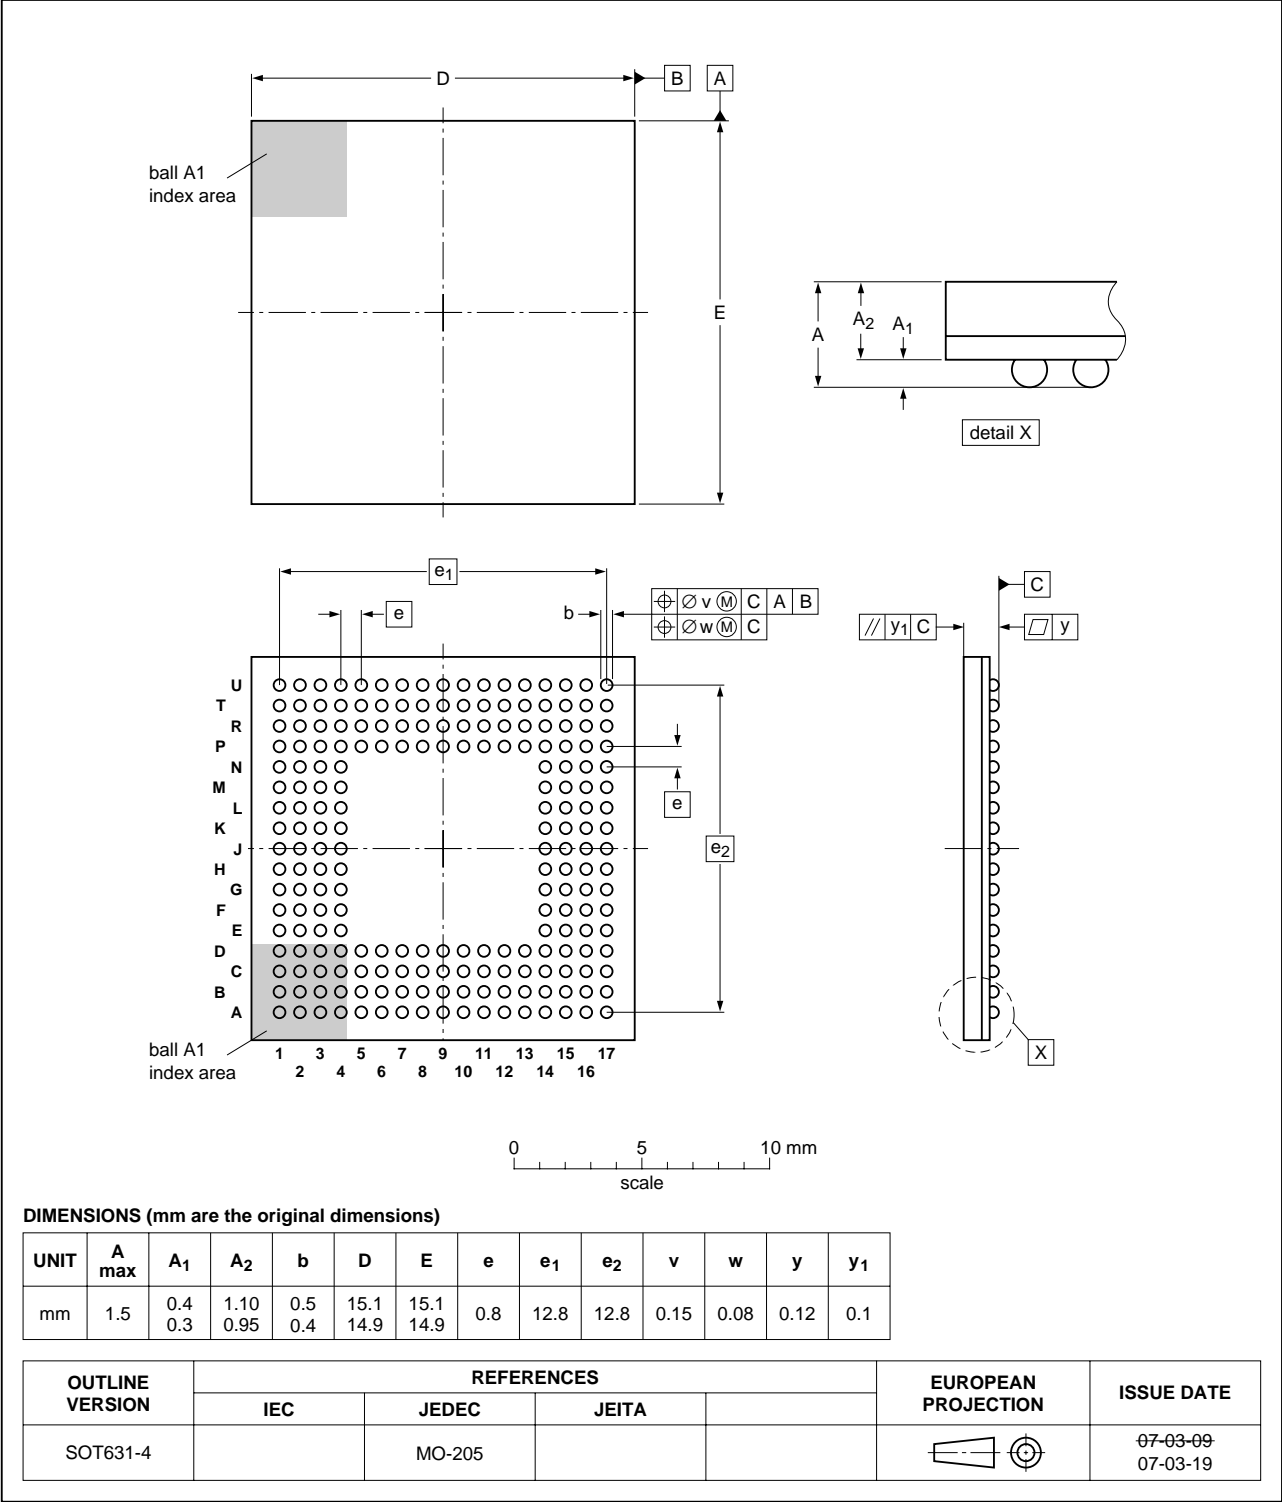 D
B
A
ball A1
index area
E
A
A2
A1
detail X
e1
e
b
⌖ ∅ v Ⓜ C A B
⌖ ∅ w Ⓜ C
C
// y1 C
▱ y
U
T
R
P
N
M
L
K
J
H
G
F
E
D
C
B
A
e
e2
ball A1
index area
1 3 5 7 9 11 13 15 17
2 4 6 8 10 12 14 16
X
0 5 10 mm
scale
DIMENSIONS (mm are the original dimensions)
UNIT A max A1 A2 b D E e e1 e2 v w y y1
mm 1.5 0.4 0.3 1.10 0.95 0.5 0.4 15.1 14.9 15.1 14.9 0.8 12.8 12.8 0.15 0.08 0.12 0.1
OUTLINE VERSION REFERENCES EUROPEAN PROJECTION ISSUE DATE
IEC JEDEC JEITA
SOT631-4 MO-205 07-03-09
07-03-19